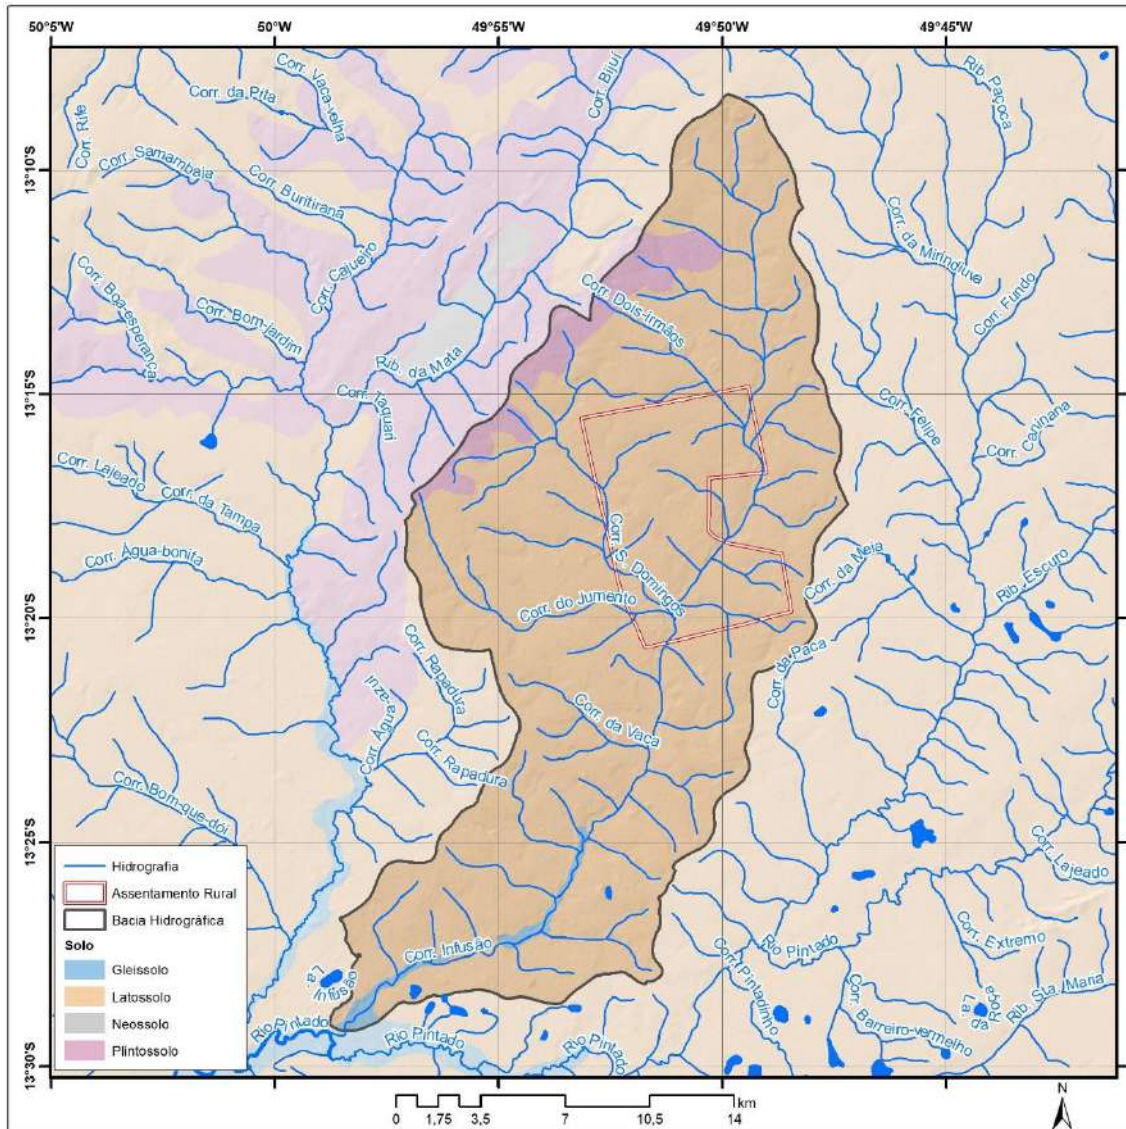 50°5'W
50°0'W
49°55'W
49°50'W
49°45'W
Corr. Rife
Corr. da Pita
Corr. Vaca-velha
Corr. Bijuí
Rib. Paçoca
13°10'S
Corr. Samambaia
Corr. Buritirana
Corr. da Mirindiuva
Corr. Boa-esperança
Corr. Cajueiro
Corr. Bom-jardim
Corr. Dois-Irmãos
Corr. Fundo
Rib. da Mata
13°15'S
Corr. Taquari
Corr. Felipe
Corr. Caninana
Corr. Lajeado
Corr. da Tampa
Corr. Água-bonita
Corr. S. Domingos
Corr. da Meia
Rib. Escuro
Corr. do Jumento
13°20'S
Corr. Rapadura
Corr. da Paca
Corr. Água-azul
Corr. da Vaca
Corr. Rapadura
Corr. Bom-que-dói
13°25'S
Corr. Lajeado
Hidrografia
Assentamento Rural
Bacia Hidrográfica
Solo
Gleissolo
Latossolo
Neossolo
Plintossolo
Corr. Infusão
La. Infusão
Rio Pintado
Corr. Extremo
Corr. Pintadinho
Corr. Barreiro-vermelho
La. da Roça
Rib. Sta. Maria
Rio Pintado
Rio Pintado
Rio Pintado
13°30'S
N
km
0 1,75 3,5 7 10,5 14